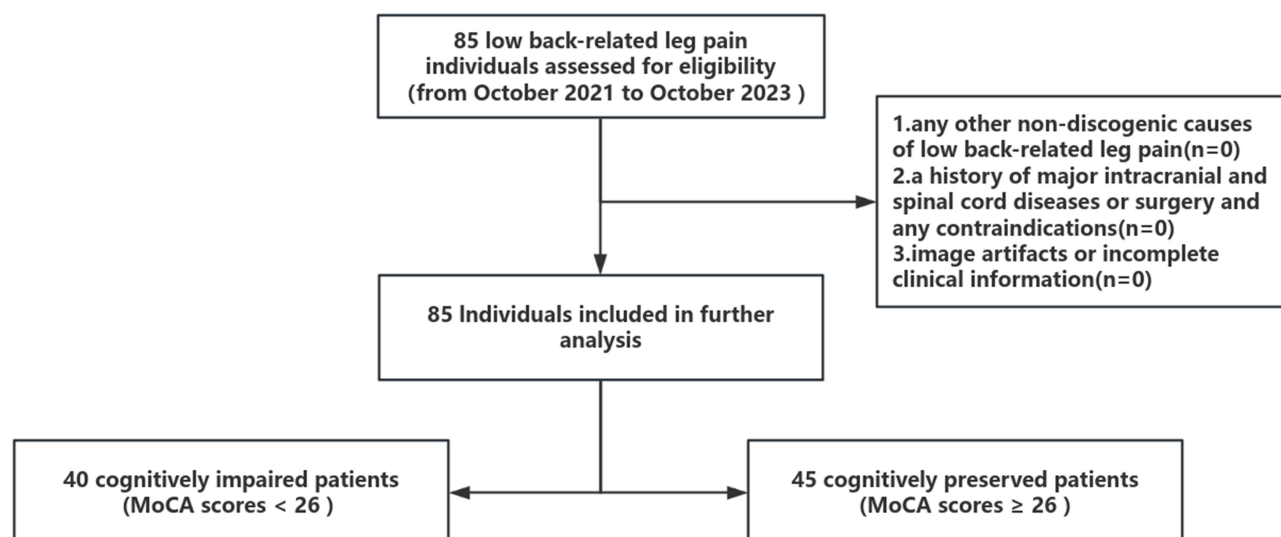 85 low back-related leg pain
individuals assessed for eligibility
(from October 2021 to October 2023 )
1.any other non-discogenic causes
of low back-related leg pain(n=0)
2.a history of major intracranial and
spinal cord diseases or surgery and
any contraindications(n=0)
3.image artifacts or incomplete
clinical information(n=0)
85 Individuals included in further
analysis
40 cognitively impaired patients
(MoCA scores < 26 )
45 cognitively preserved patients
(MoCA scores ≥ 26 )